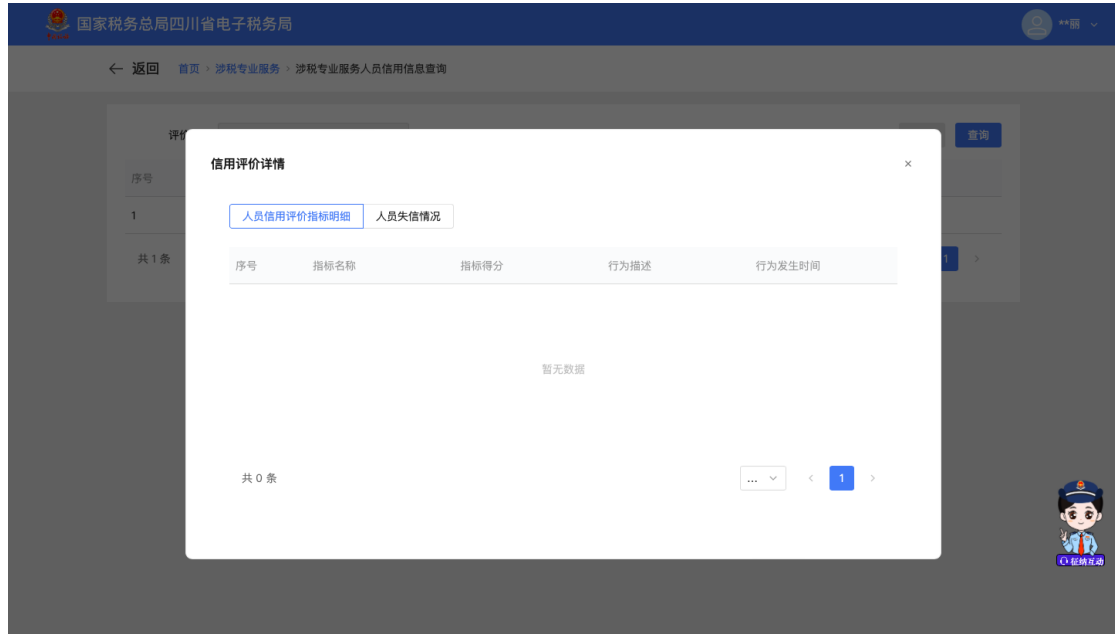 国家税务总局四川省电子税务局
**丽
返回 首页 > 涉税专业服务 > 涉税专业服务人员信用信息查询
评价
查询
信用评价详情 ×
序号
人员信用评价指标明细 人员失信情况
1
共 1 条
序号 指标名称 指标得分 行为描述 行为发生时间
1
暂无数据
共 0 条
... 1
征纳互动